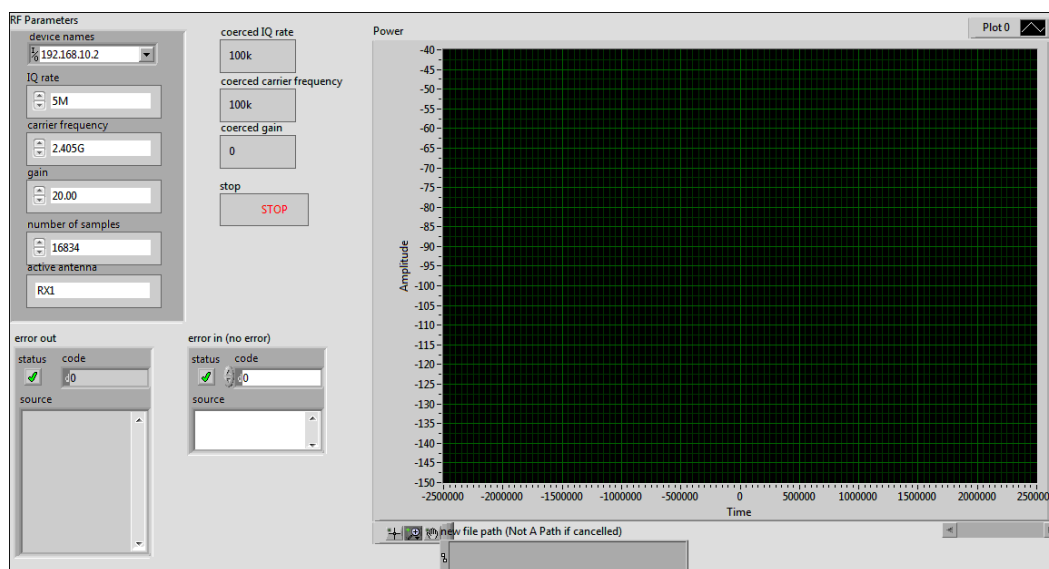 RF Parameters
device names
192.168.10.2
IQ rate
5M
carrier frequency
2.405G
gain
20.00
number of samples
16834
active antenna
RX1
coerced IQ rate
100k
coerced carrier frequency
100k
coerced gain
0
stop
STOP
error out
status code
d0
source
error in (no error)
status code
d0
source
Power
Plot 0
Amplitude
-40
-45
-50
-55
-60
-65
-70
-75
-80
-85
-90
-95
-100
-105
-110
-115
-120
-125
-130
-135
-140
-145
-150
-2500000 -2000000 -1500000 -1000000 -500000 0 500000 1000000 1500000 2000000 250000
Time
new file path (Not A Path if cancelled)